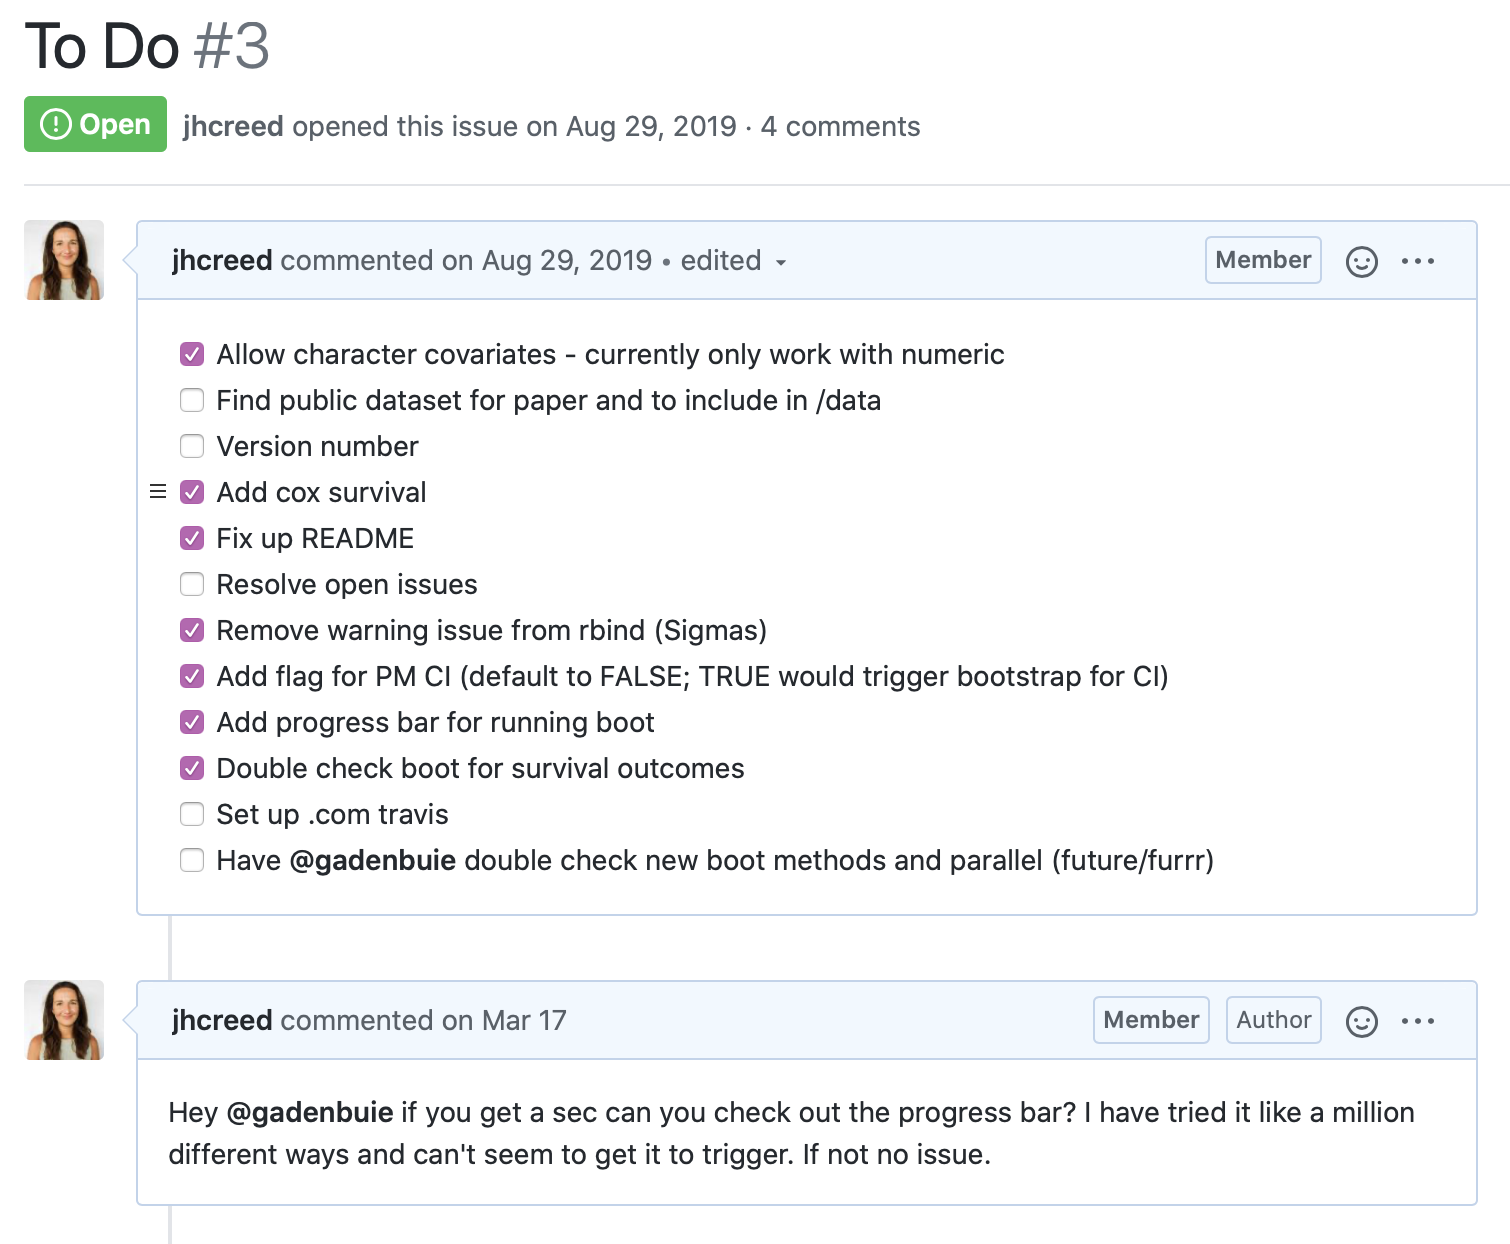 To Do #3
Open jhcreed opened this issue on Aug 29, 2019 · 4 comments
jhcreed commented on Aug 29, 2019 • edited Member
Allow character covariates - currently only work with numeric
Find public dataset for paper and to include in /data
Version number
Add cox survival
Fix up README
Resolve open issues
Remove warning issue from rbind (Sigmas)
Add flag for PM CI (default to FALSE; TRUE would trigger bootstrap for CI)
Add progress bar for running boot
Double check boot for survival outcomes
Set up .com travis
Have @gadenbuie double check new boot methods and parallel (future/furrr)
jhcreed commented on Mar 17 Member Author
Hey @gadenbuie if you get a sec can you check out the progress bar? I have tried it like a million
different ways and can't seem to get it to trigger. If not no issue.